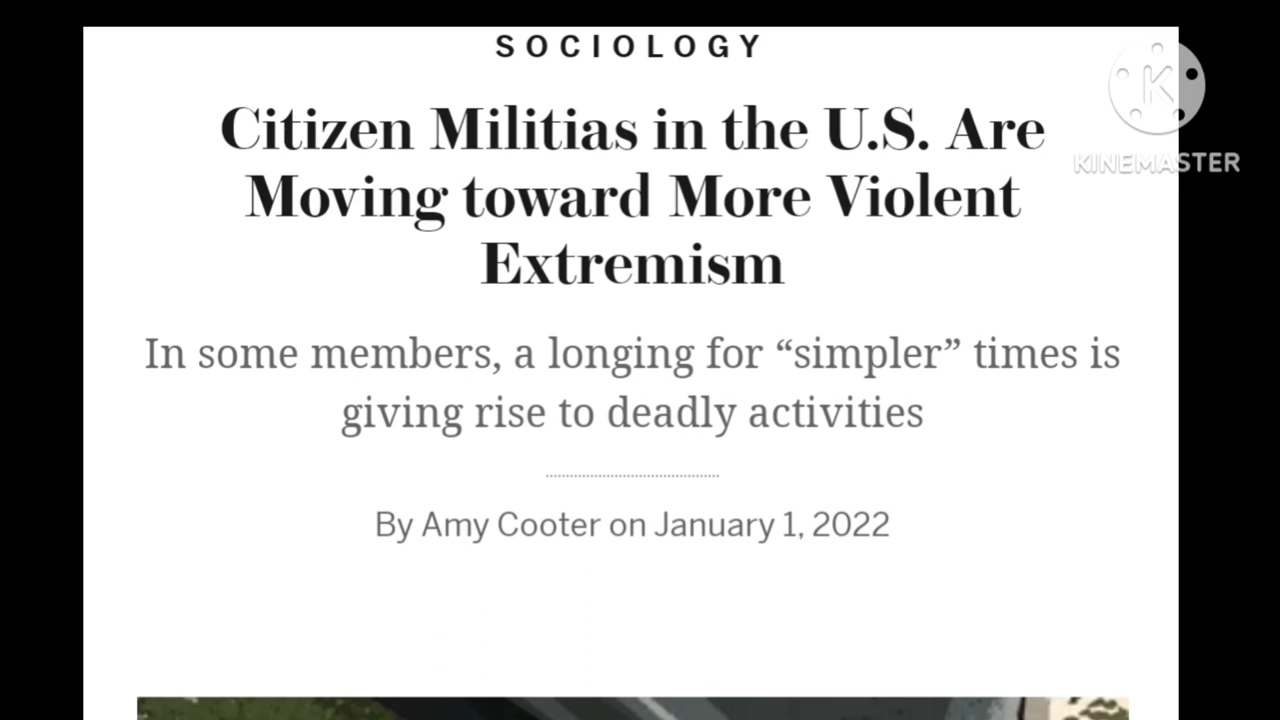 SOCIOLOGY
KINEMASTER
Citizen Militias in the U.S. Are
Moving toward More Violent
Extremism
In some members, a longing for “simpler” times is
giving rise to deadly activities
By Amy Cooter on January 1, 2022